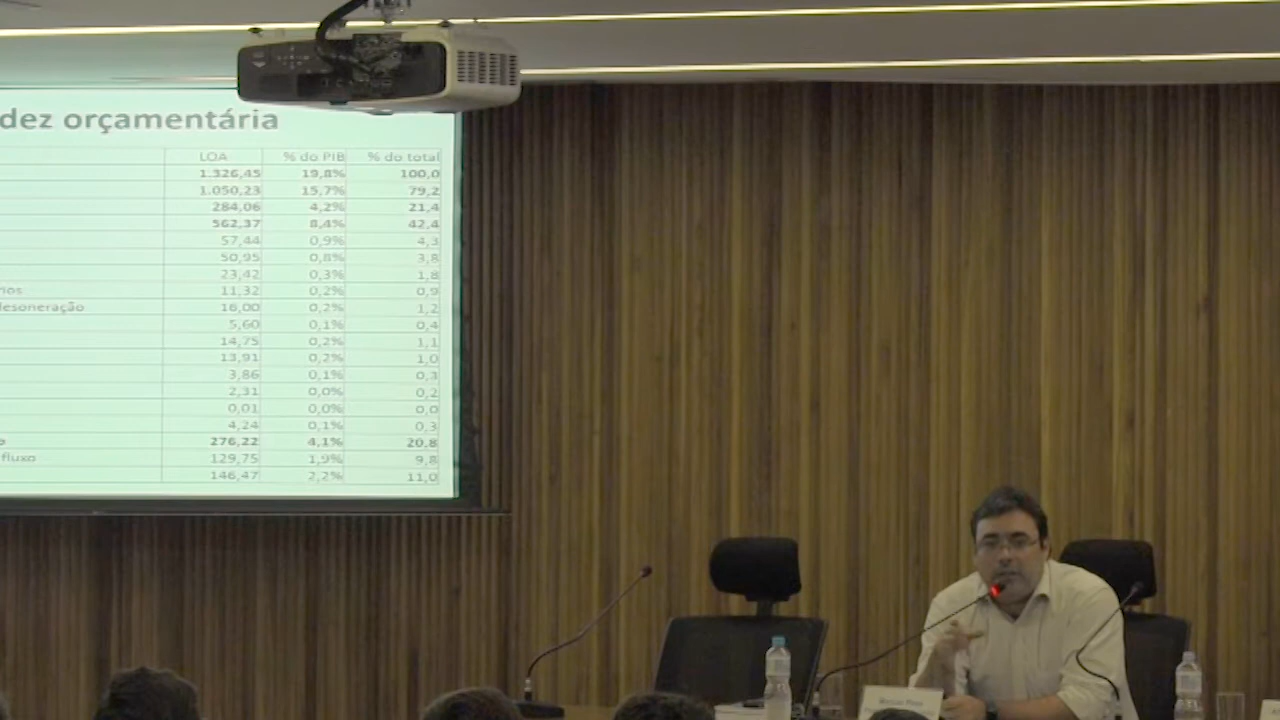 dez orçamentária
LOA % do PIB % do total
1.326,45 19,8% 100,0
1.050,23 15,7% 79,2
284,06 4,2% 21,4
562,37 8,4% 42,4
57,44 0,9% 4,3
50,95 0,8% 3,8
23,42 0,3% 1,8
rios 11,32 0,2% 0,9
desoneração 16,00 0,2% 1,2
5,60 0,1% 0,4
14,75 0,2% 1,1
13,91 0,2% 1,0
3,86 0,1% 0,3
2,31 0,0% 0,2
0,01 0,0% 0,0
4,24 0,1% 0,3
o 276,22 4,1% 20,8
fluxo 129,75 1,9% 9,8
146,47 2,2% 11,0